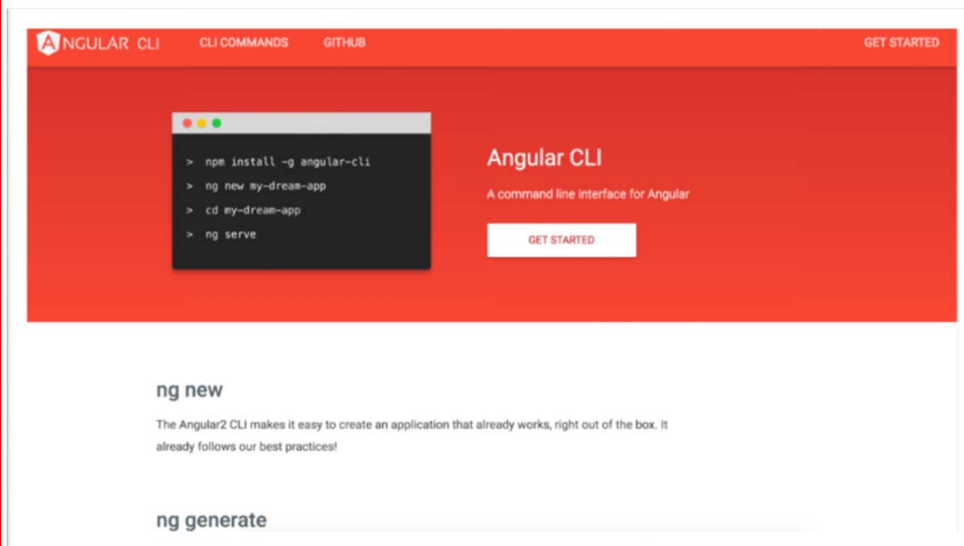 ANGULAR CLI CLI COMMANDS GITHUB GET STARTED
> npm install -g angular-cli
> ng new my-dream-app
> cd my-dream-app
> ng serve
Angular CLI
A command line interface for Angular
GET STARTED
ng new
The Angular2 CLI makes it easy to create an application that already works, right out of the box. It
already follows our best practices!
ng generate